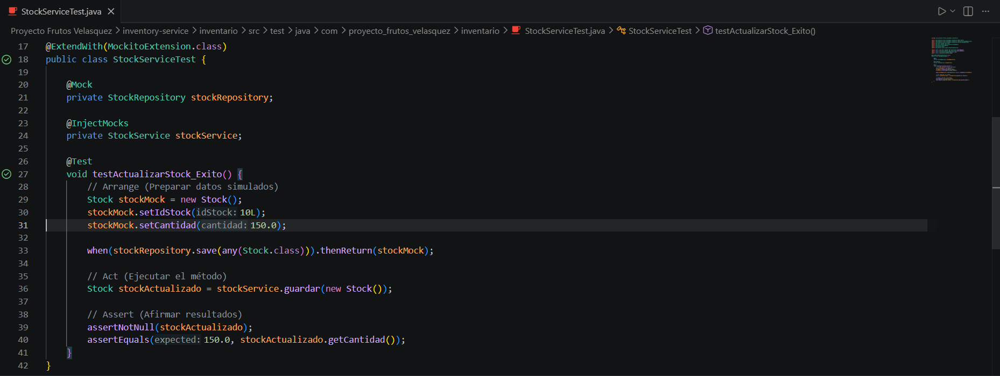 StockServiceTest.java
Proyecto Frutos Velasquez > inventory-service > inventario > src > test > java > com > proyecto_frutos_velasquez > inventario > StockServiceTest.java > StockServiceTest > testActualizarStock_Exito()
17 @ExtendWith(MockitoExtension.class)
18 public class StockServiceTest {
19
20 @Mock
21 private StockRepository stockRepository;
22
23 @InjectMocks
24 private StockService stockService;
25
26 @Test
27 void testActualizarStock_Exito() {
28 // Arrange (Preparar datos simulados)
29 Stock stockMock = new Stock();
30 stockMock.setIdStock(idStock: 10L);
31 stockMock.setCantidad(cantidad: 150.0);
32
33 when(stockRepository.save(any(Stock.class))).thenReturn(stockMock);
34
35 // Act (Ejecutar el método)
36 Stock stockActualizado = stockService.guardar(new Stock());
37
38 // Assert (Afirmar resultados)
39 assertNotNull(stockActualizado);
40 assertEquals(expected: 150.0, stockActualizado.getCantidad());
41 }
42 }